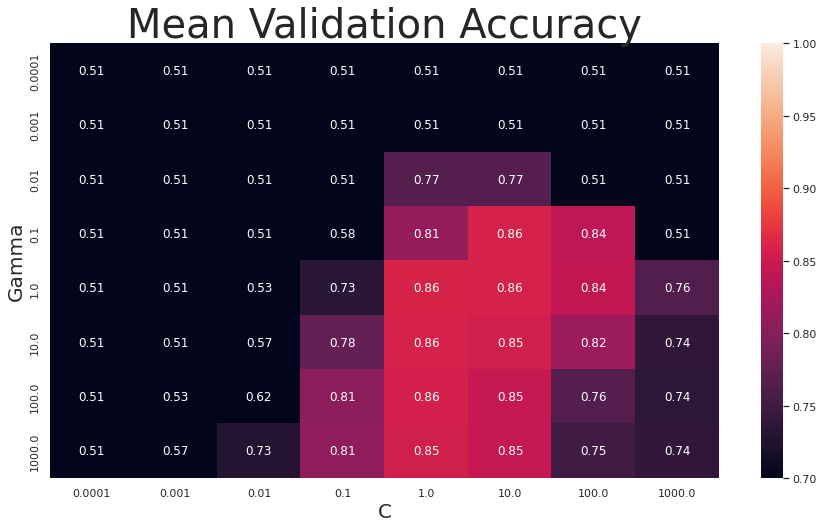 Mean Validation Accuracy
0.0001 0.51 0.51 0.51 0.51 0.51 0.51 0.51 0.51
0.001 0.51 0.51 0.51 0.51 0.51 0.51 0.51 0.51
0.01 0.51 0.51 0.51 0.51 0.77 0.77 0.51 0.51
0.1 0.51 0.51 0.51 0.58 0.81 0.86 0.84 0.51
Gamma
1.0 0.51 0.51 0.53 0.73 0.86 0.86 0.84 0.76
10.0 0.51 0.51 0.57 0.78 0.86 0.85 0.82 0.74
100.0 0.51 0.53 0.62 0.81 0.86 0.85 0.76 0.74
1000.0 0.51 0.57 0.73 0.81 0.85 0.85 0.75 0.74
0.0001 0.001 0.01 0.1 1.0 10.0 100.0 1000.0
C
1.00
0.95
0.90
0.85
0.80
0.75
0.70